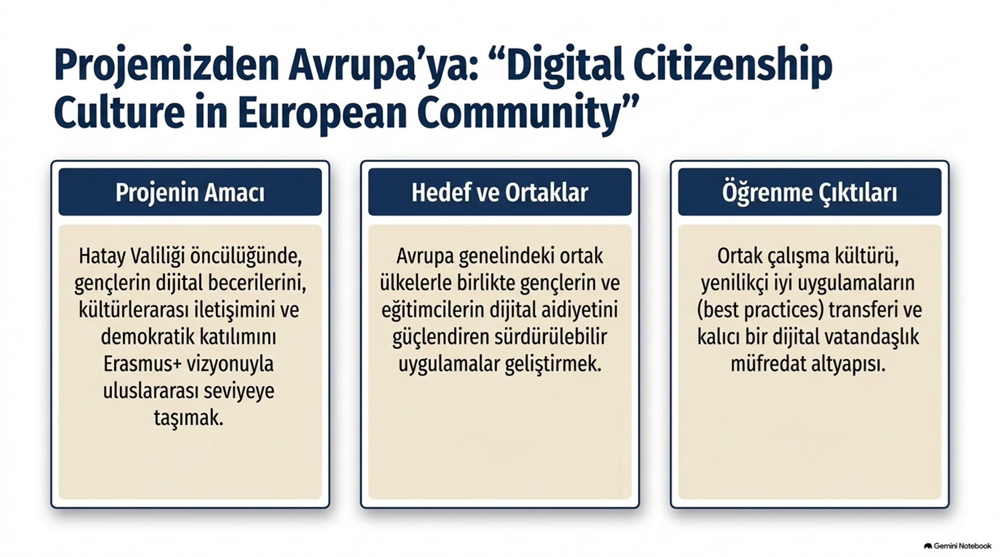 Projemizden Avrupa’ya: “Digital Citizenship
Culture in European Community”
Projenin Amacı
Hatay Valiliği öncülüğünde,
gençlerin dijital becerilerini,
kültürlerarası iletişimini ve
demokratik katılımını
Erasmus+ vizyonuyla
uluslararası seviyeye
taşımak.
Hedef ve Ortaklar
Avrupa genelindeki ortak
ülkelerle birlikte gençlerin ve
eğitimcilerin dijital aidiyetini
güçlendiren sürdürülebilir
uygulamalar geliştirmek.
Öğrenme Çıktıları
Ortak çalışma kültürü,
yenilikçi iyi uygulamaların
(best practices) transferi ve
kalıcı bir dijital vatandaşlık
müfredat altyapısı.
Gemini Notebook